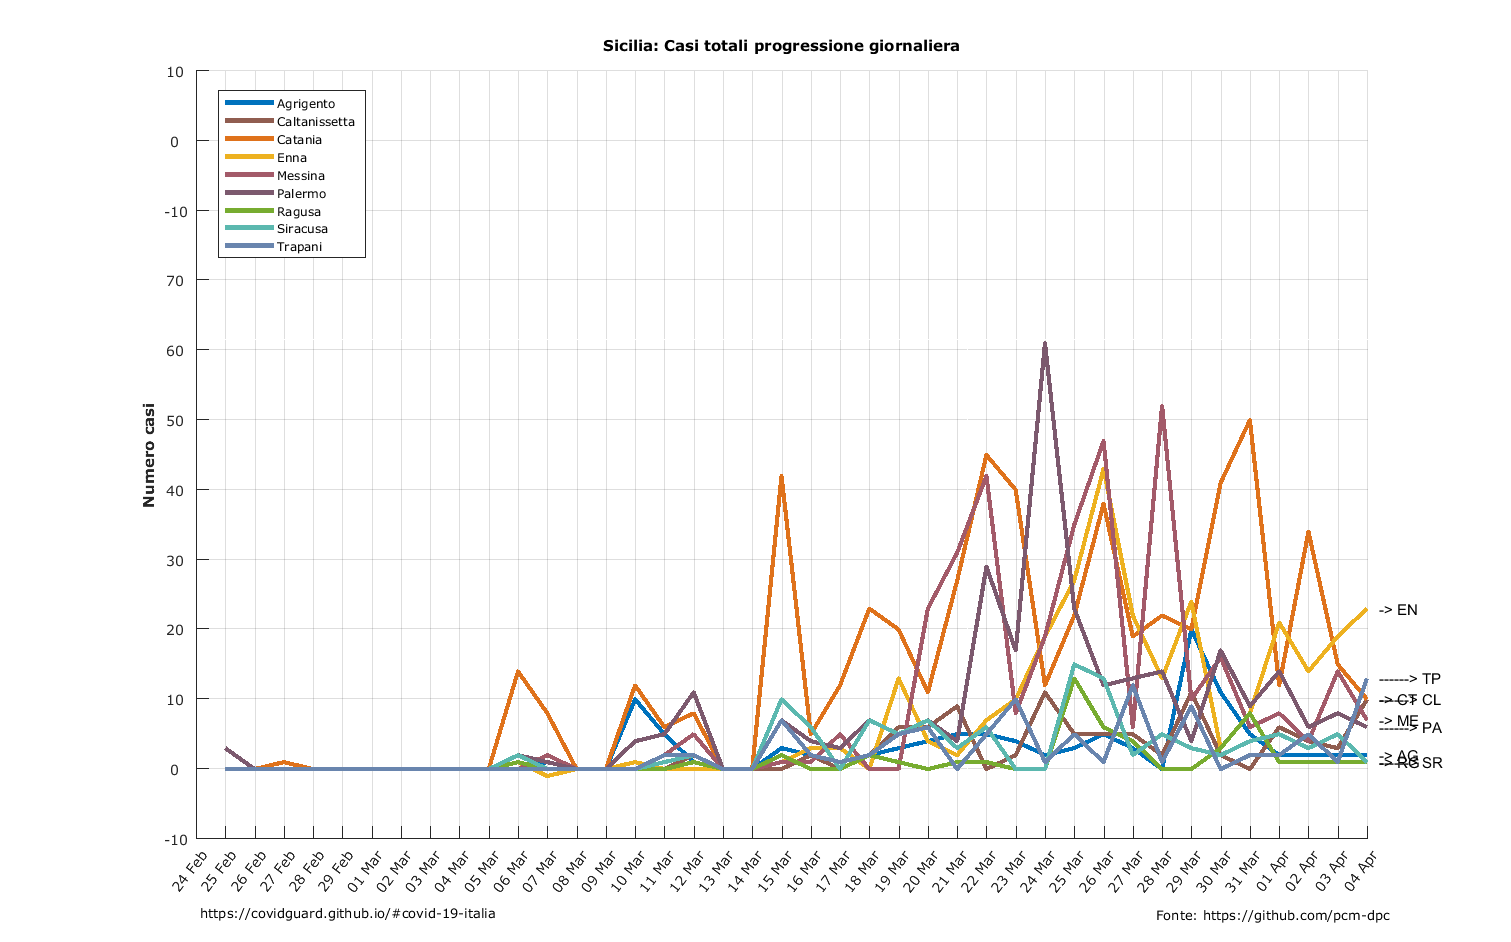 Sicilia: Casi totali progressione giornaliera
10
0
-10
70
60
50
40
30
20
10
0
-10
Numero casi
Agrigento
Caltanissetta
Catania
Enna
Messina
Palermo
Ragusa
Siracusa
Trapani
-> EN
------> TP
-> CT
------> CL
-> ME
------> PA
-> AG
-> RG
------> SR
24 Feb
25 Feb
26 Feb
27 Feb
28 Feb
29 Feb
01 Mar
02 Mar
03 Mar
04 Mar
05 Mar
06 Mar
07 Mar
08 Mar
09 Mar
10 Mar
11 Mar
12 Mar
13 Mar
14 Mar
15 Mar
16 Mar
17 Mar
18 Mar
19 Mar
20 Mar
21 Mar
22 Mar
23 Mar
24 Mar
25 Mar
26 Mar
27 Mar
28 Mar
29 Mar
30 Mar
31 Mar
01 Apr
02 Apr
03 Apr
04 Apr
https://covidguard.github.io/#covid-19-italia
Fonte: https://github.com/pcm-dpc